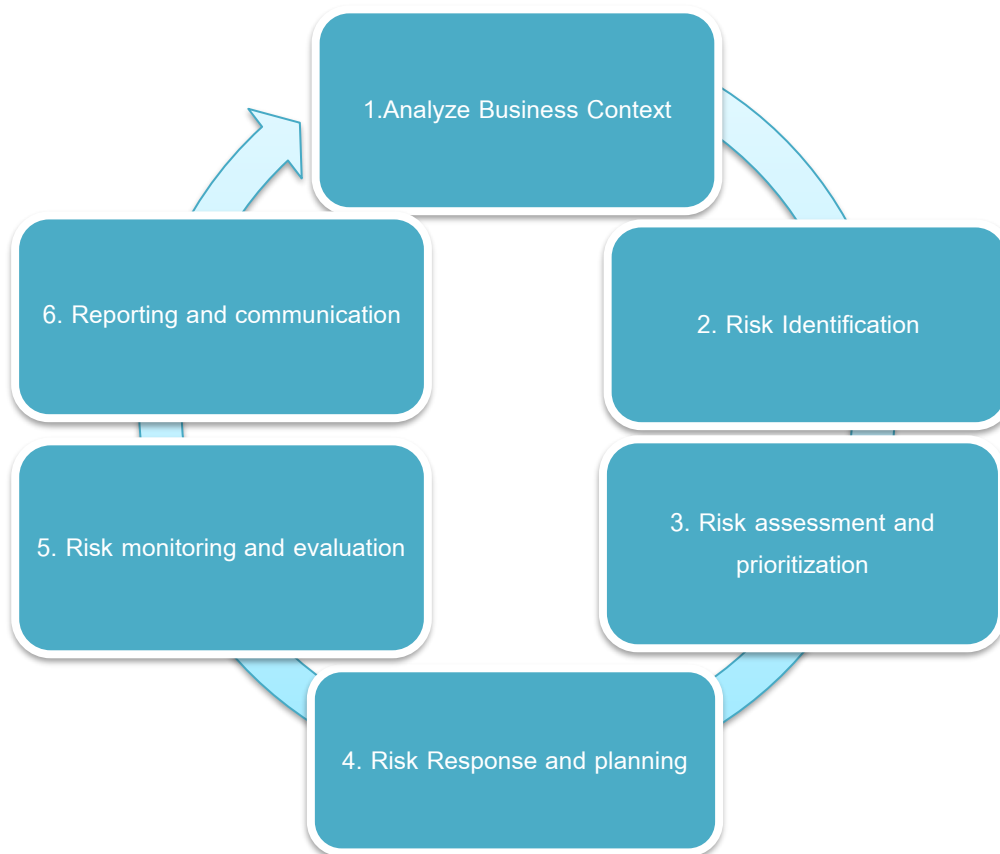 1.Analyze Business Context
2. Risk Identification
3. Risk assessment and
prioritization
4. Risk Response and planning
5. Risk monitoring and evaluation
6. Reporting and communication